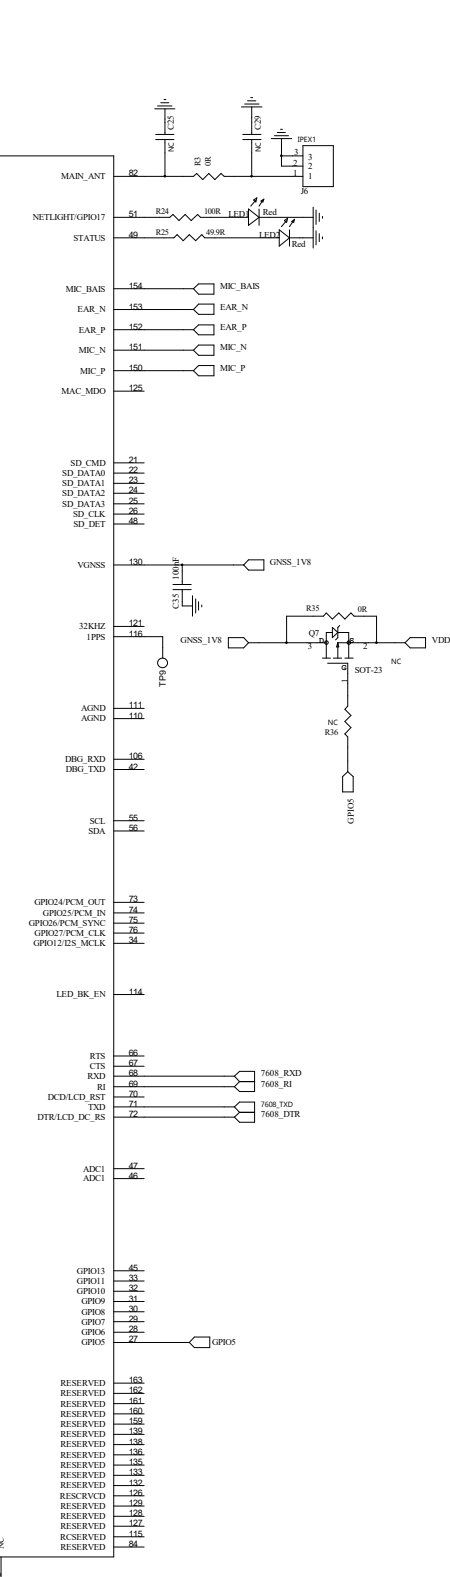 C25
NC
C29
NC
R3
0R
IPEX1
3 3
2 2
1 1
J6
MAIN_ANT 82
NETLIGHT/GPIO17 51 R24 100R LED1 Red
STATUS 49 R25 49.9R LED2 Red
MIC_BAIS 154 MIC_BAIS
EAR_N 153 EAR_N
EAR_P 152 EAR_P
MIC_N 151 MIC_N
MIC_P 150 MIC_P
MAC_MDO 125
SD_CMD 21
SD_DATA0 22
SD_DATA1 23
SD_DATA2 24
SD_DATA3 25
SD_CLK 26
SD_DET 48
VGNSS 130 GNSS_1V8
C35 100nF
32KHZ 121
1PPS 116
TP9
R35 0R
GNSS_1V8 3 D Q7 S 2 VDD
G SOT-23 NC
1
NC
R36
GPIO5
AGND 111
AGND 110
DBG_RXD 106
DBG_TXD 42
SCL 55
SDA 56
GPIO24/PCM_OUT 73
GPIO25/PCM_IN 74
GPIO26/PCM_SYNC 75
GPIO27/PCM_CLK 76
GPIO12/I2S_MCLK 34
LED_BK_EN 114
RTS 66
CTS 67
RXD 68 7608_RXD
RI 69 7608_RI
DCD/LCD_RST 70
TXD 71 7608_TXD
DTR/LCD_DC_RS 72 7608_DTR
ADC1 47
ADC1 46
GPIO13 45
GPIO11 33
GPIO10 32
GPIO9 31
GPIO8 30
GPIO7 29
GPIO6 28
GPIO5 27 GPIO5
RESERVED 163
RESERVED 162
RESERVED 161
RESERVED 160
RESERVED 159
RESERVED 139
RESERVED 138
RESERVED 136
RESERVED 135
RESERVED 133
RESERVED 132
RESCRVCD 126
RESERVED 129
RESERVED 128
RESERVED 127
RCSERVED 115
RESERVED 84
NC